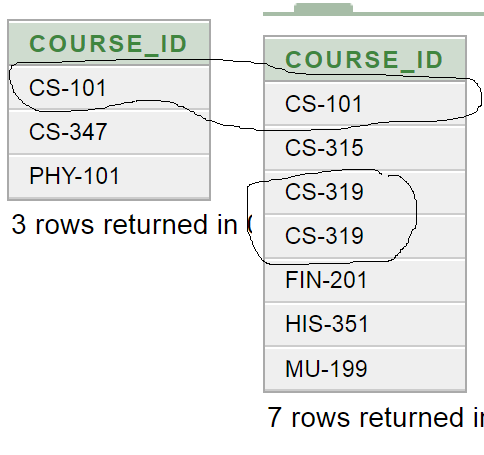 COURSE_ID
CS-101
CS-347
PHY-101
3 rows returned in
COURSE_ID
CS-101
CS-315
CS-319
CS-319
FIN-201
HIS-351
MU-199
7 rows returned in